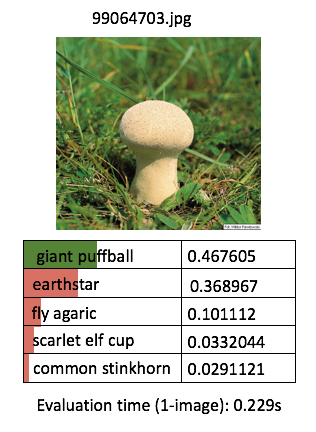 99064703.jpg
giant puffball 0.467605
earthstar 0.368967
fly agaric 0.101112
scarlet elf cup 0.0332044
common stinkhorn 0.0291121
Evaluation time (1-image): 0.229s